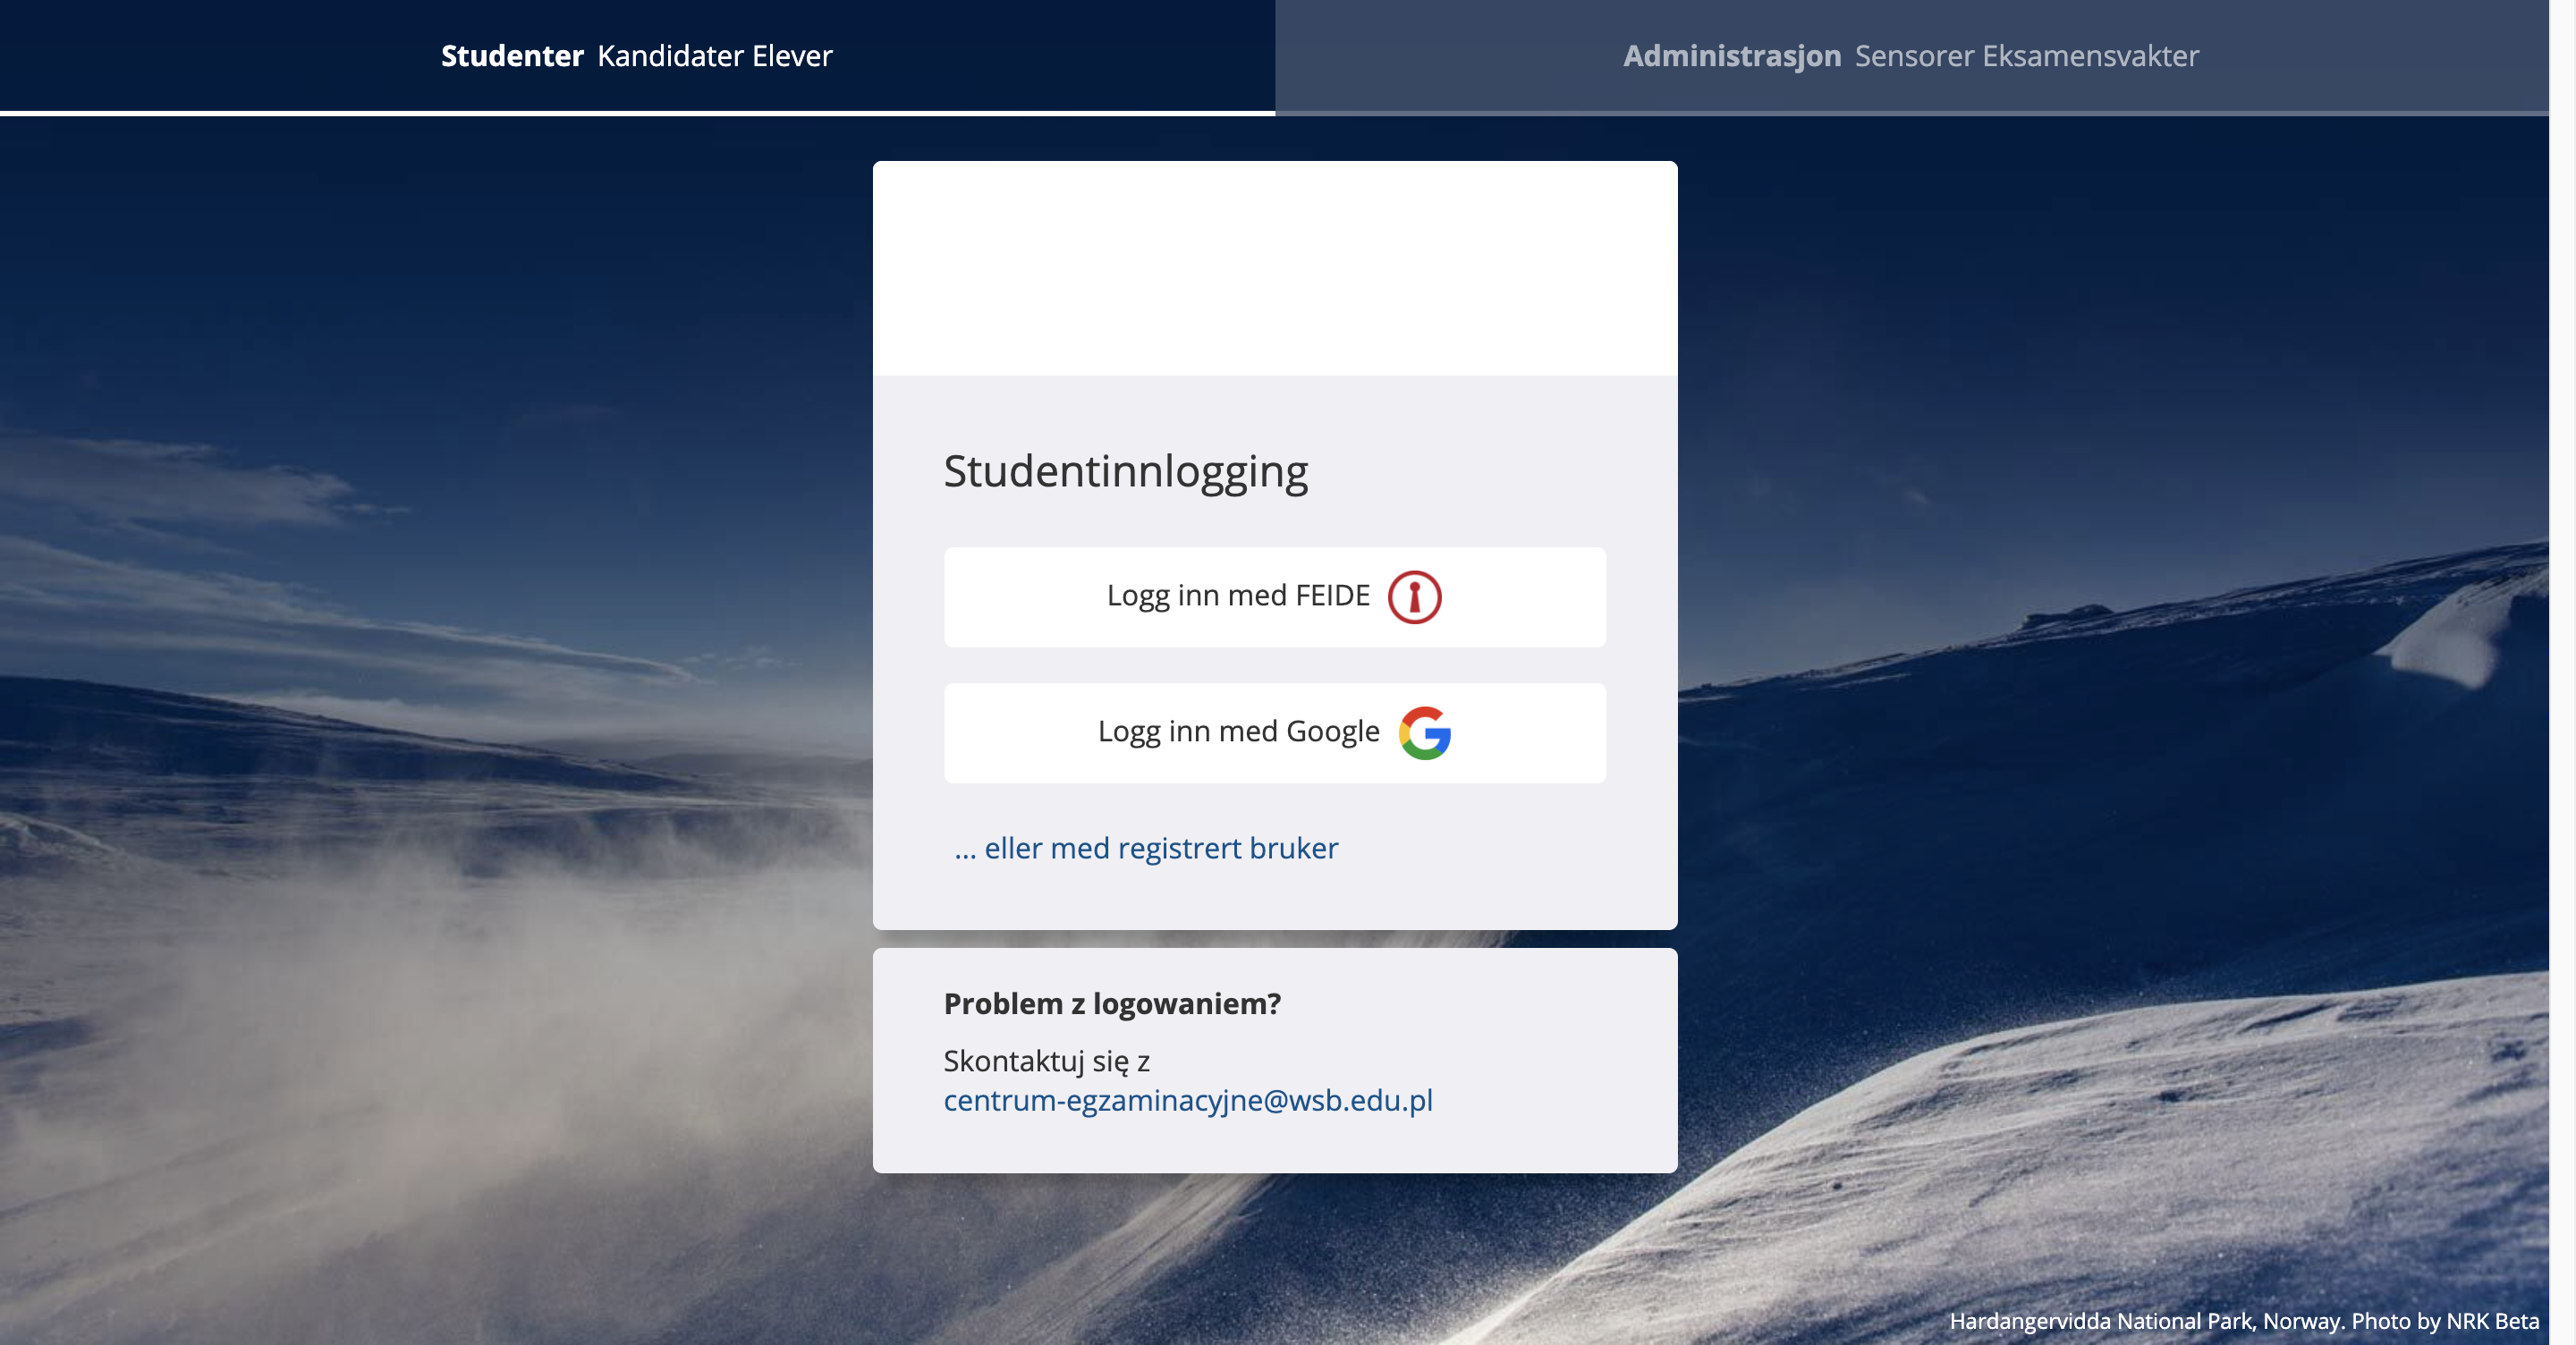 Studenter Kandidater Elever
Administrasjon Sensorer Eksamensvakter
Studentinnlogging
Logg inn med FEIDE
Logg inn med Google
... eller med registrert bruker
Problem z logowaniem?
Skontaktuj się z
centrum-egzaminacyjne@wsb.edu.pl
Hardangervidda National Park, Norway. Photo by NRK Beta